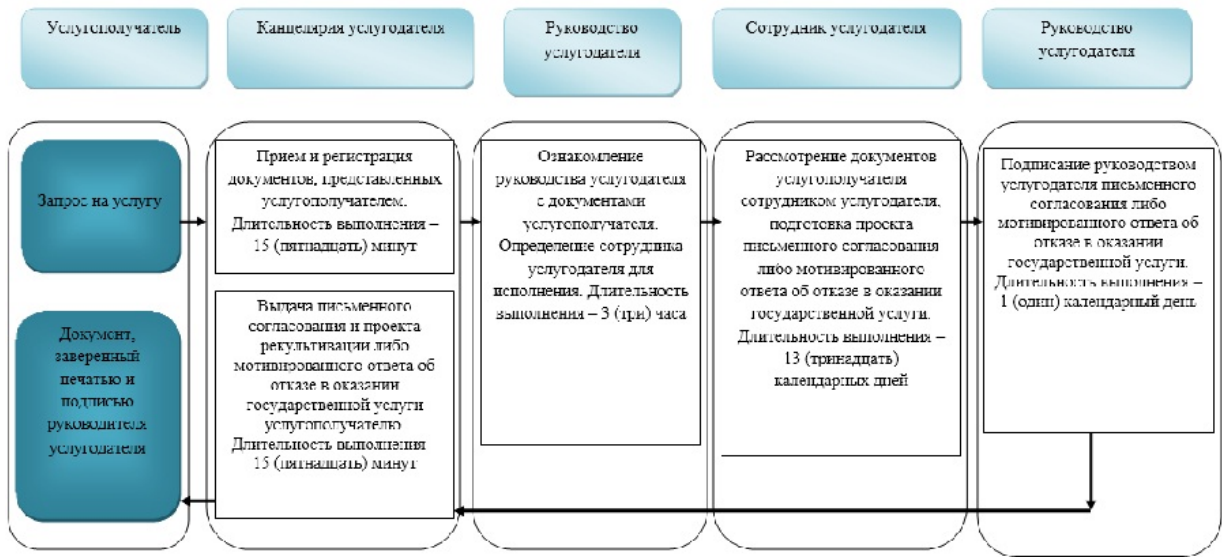 Услугополучатель
Канцелярия услугодателя
Руководство
услугодателя
Сотрудник услугодателя
Руководство
услугодателя
Запрос на услугу
Документ,
заверенный
печатью и
подписью
руководителя
услугодателя
Прием и регистрация
документов, представленных
услугополучателем.
Длительность выполнения –
15 (пятнадцать) минут
Выдача письменного
согласования и проекта
рекультивации либо
мотивированного ответа об
отказе в оказании
государственной услуги
услугополучателю
Длительность выполнения
15 (пятнадцать) минут
Ознакомление
руководства услугодателя
с документами
услугополучателя.
Определение сотрудника
услугодателя для
исполнения. Длительность
выполнения – 3 (три) часа
Рассмотрение документов
услугополучателя
сотрудником услугодателя,
подготовка проекта
письменного согласования
либо мотивированного
ответа об отказе в оказании
государственной услуги.
Длительность выполнения –
13 (тринадцать)
календарных дней
Подписание руководством
услугодателя письменного
согласования либо
мотивированного ответа об
отказе в оказании
государственной услуги.
Длительность выполнения –
1 (один) календарный день